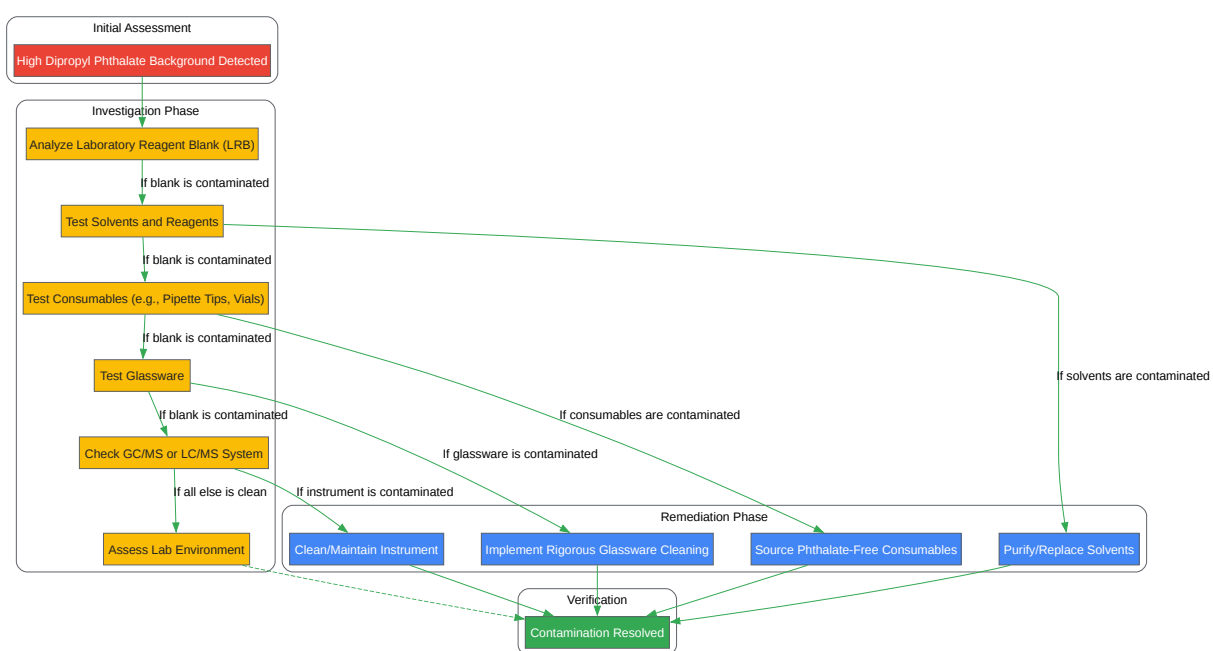 Initial Assessment
High Dipropyl Phthalate Background Detected
Investigation Phase
Analyze Laboratory Reagent Blank (LRB)
If blank is contaminated
Test Solvents and Reagents
If blank is contaminated
Test Consumables (e.g., Pipette Tips, Vials)
If blank is contaminated
Test Glassware
If solvents are contaminated
If blank is contaminated
If consumables are contaminated
Check GC/MS or LC/MS System
If glassware is contaminated
If all else is clean
If instrument is contaminated
Remediation Phase
Assess Lab Environment
Clean/Maintain Instrument
Implement Rigorous Glassware Cleaning
Source Phthalate-Free Consumables
Purify/Replace Solvents
Verification
Contamination Resolved